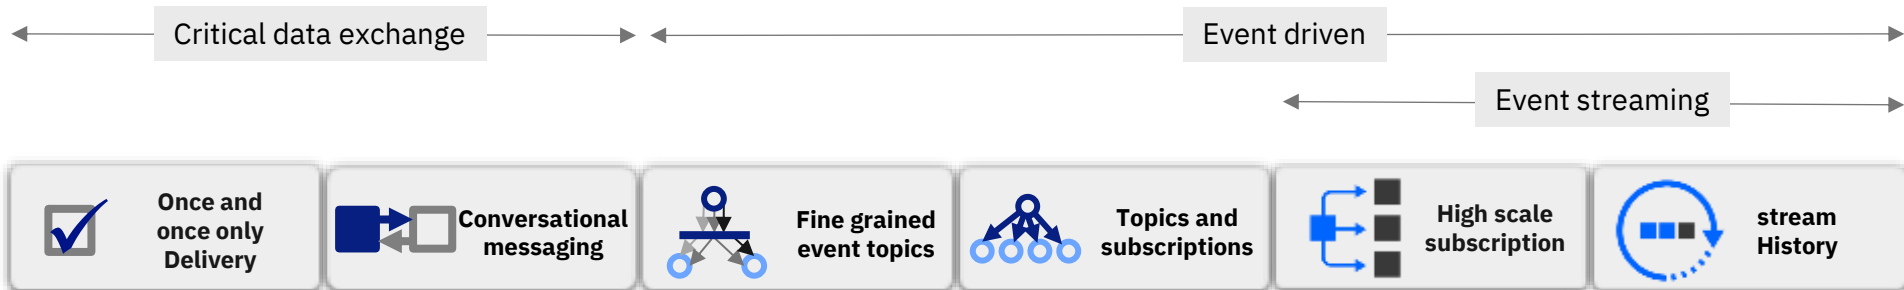 Critical data exchange
Event driven
Event streaming
Once and
once only
Delivery
Conversational
messaging
Fine grained
event topics
Topics and
subscriptions
High scale
subscription
stream
History